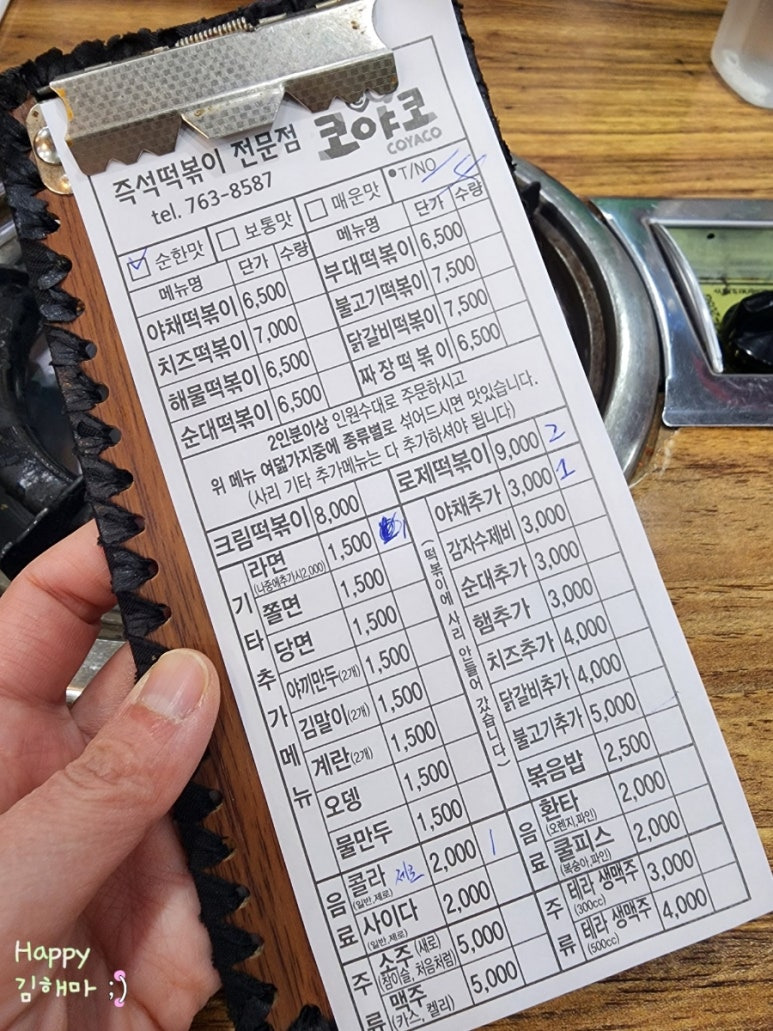 코야코
COYACO
즉석떡볶이 전문점
tel. 763-8587
✓ 순한맛 □ 보통맛 □ 매운맛 •T/NO
메뉴명 단가 수량 메뉴명 단가 수량
야채떡볶이 6,500 부대떡볶이 6,500
치즈떡볶이 7,000 불고기떡볶이 7,500
해물떡볶이 6,500 닭갈비떡볶이 7,500
순대떡볶이 6,500 짜장떡볶이 6,500
2인분이상 인원수대로 주문하시고
위 메뉴 여덟가지중에 종류별로 섞어드시면 맛있습니다.
(사리 기타 추가메뉴는 다 추가하셔야 됩니다)
크림떡볶이 8,000 로제떡볶이 9,000 2
기타추가메뉴
라면 (나중에추가시2,000) 1,500 1
쫄면 1,500
당면 1,500
야끼만두(2개) 1,500
김말이(2개) 1,500
계란(2개) 1,500
오뎅 1,500
물만두 1,500
(떡볶이에 사리 안들어 갔습니다)
야채추가 3,000 1
감자수제비 3,000
순대추가 3,000
햄추가 3,000
치즈추가 4,000
닭갈비추가 4,000
불고기추가 5,000
볶음밥 2,500
음료
콜라 (일반,제로) 제로 2,000 1
사이다 (일반,제로) 2,000
음료
환타 (오렌지,파인) 2,000
쿨피스 (복숭아,파인) 2,000
주류
소주 (새로) (참이슬, 처음처럼) 5,000
맥주 (카스, 켈리) 5,000
주류
테라 생맥주 (300cc) 3,000
테라 생맥주 (500cc) 4,000
Happy
김해마 ;)